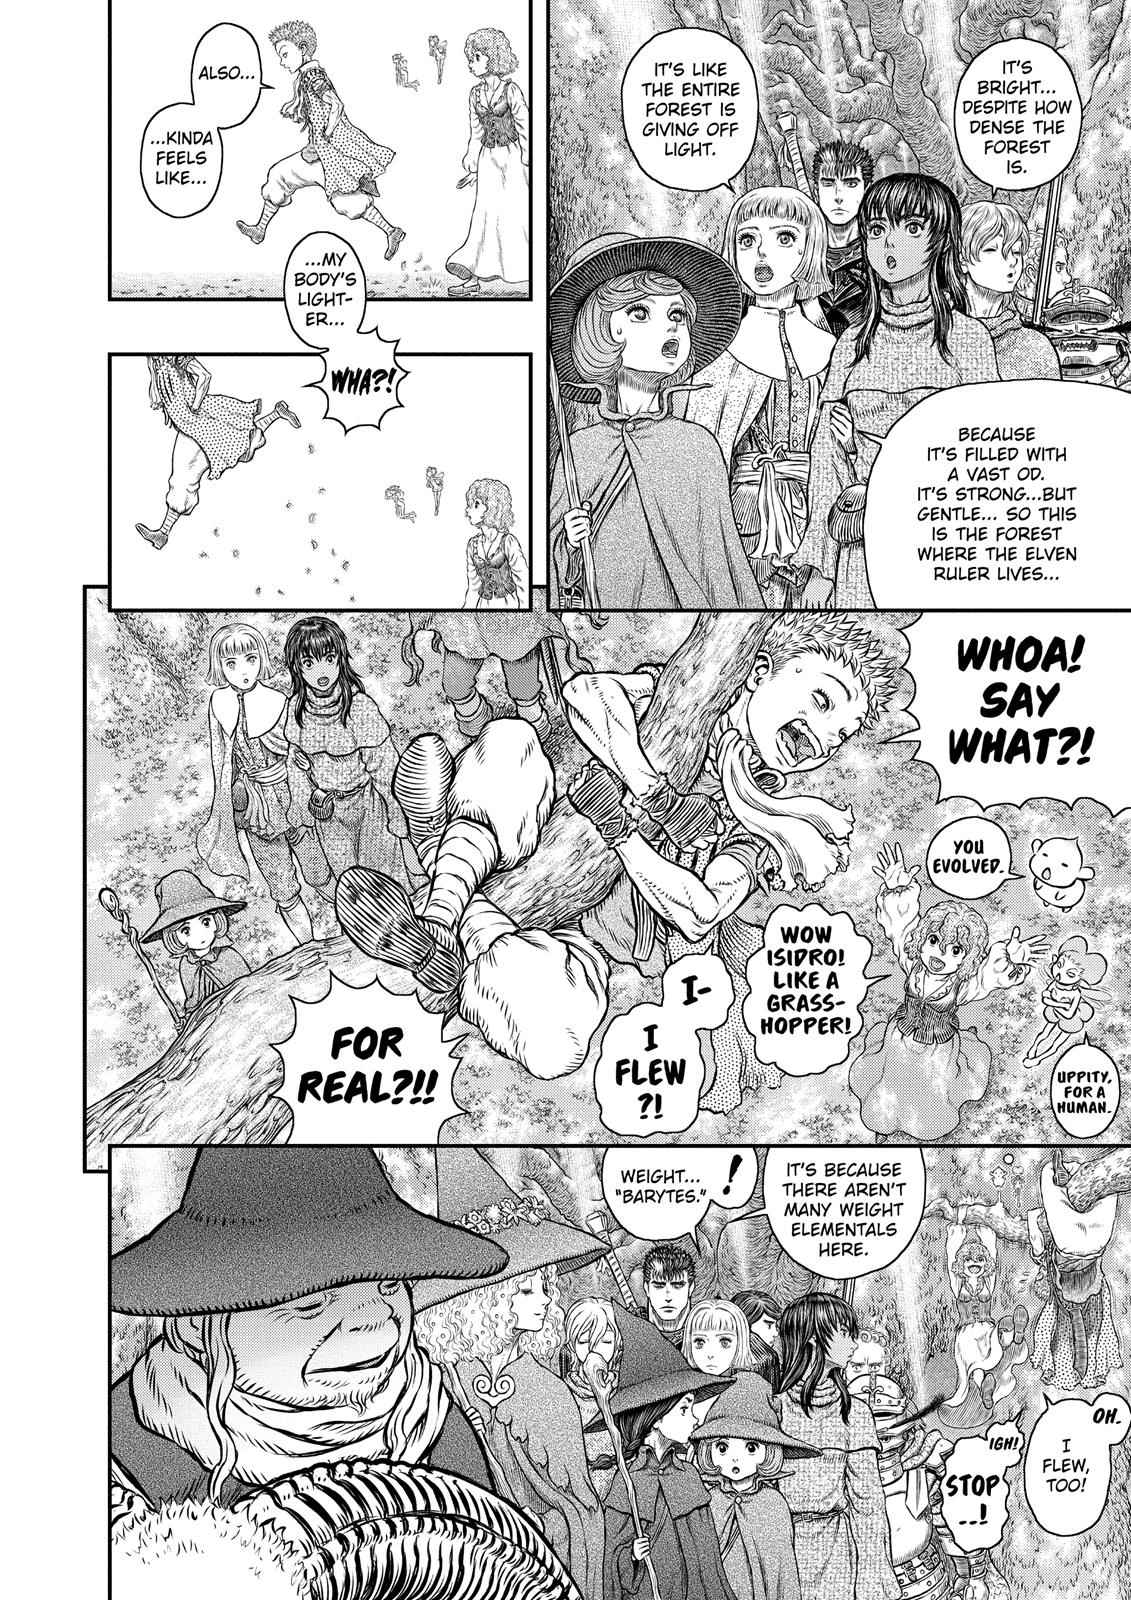 IT'S
BRIGHT...
DESPITE HOW
DENSE THE
FOREST
IS.
IT'S LIKE
THE ENTIRE
FOREST IS
GIVING OFF
LIGHT.
BECAUSE
IT'S FILLED WITH
A VAST OD.
IT'S STRONG...BUT
GENTLE... SO THIS
IS THE FOREST
WHERE THE ELVEN
RULER LIVES...
ALSO...
...KINDA
FEELS
LIKE...
...MY
BODY'S
LIGHT-
ER...
WHA?!
WHOA!
SAY
WHAT?!
YOU
EVOLVED.
WOW
ISIDRO!
LIKE A
GRASS-
HOPPER!
UPPITY,
FOR A
HUMAN.
I-
I
FLEW
?!
FOR
REAL?!!
IT'S BECAUSE
THERE AREN'T
MANY WEIGHT
ELEMENTALS
HERE.
!
WEIGHT...
"BARYTES."
OH.
I
FLEW,
TOO!
IGH!
STOP
--!